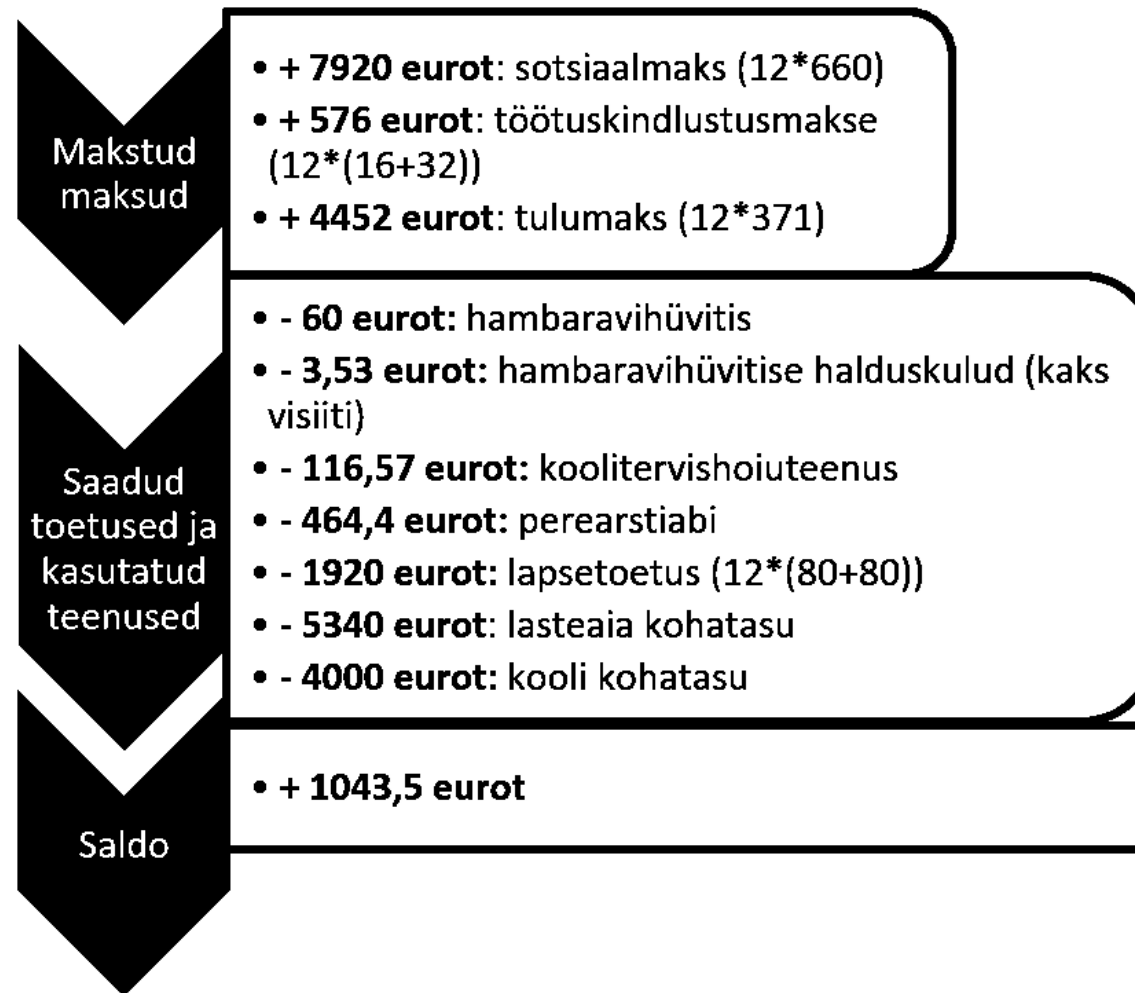 Makstud
maksud
• + 7920 eurot: sotsiaalmaks (12*660)
• + 576 eurot: töötuskindlustusmakse
(12*(16+32))
• + 4452 eurot: tulumaks (12*371)
Saadud
toetused ja
kasutatud
teenused
• - 60 eurot: hambaravihüvitis
• - 3,53 eurot: hambaravihüvitise halduskulud (kaks
visiiti)
• - 116,57 eurot: koolitervishoiuteenus
• - 464,4 eurot: perearstiabi
• - 1920 eurot: lapsetoetus (12*(80+80))
• - 5340 eurot: lasteaia kohatasu
• - 4000 eurot: kooli kohatasu
Saldo
• + 1043,5 eurot